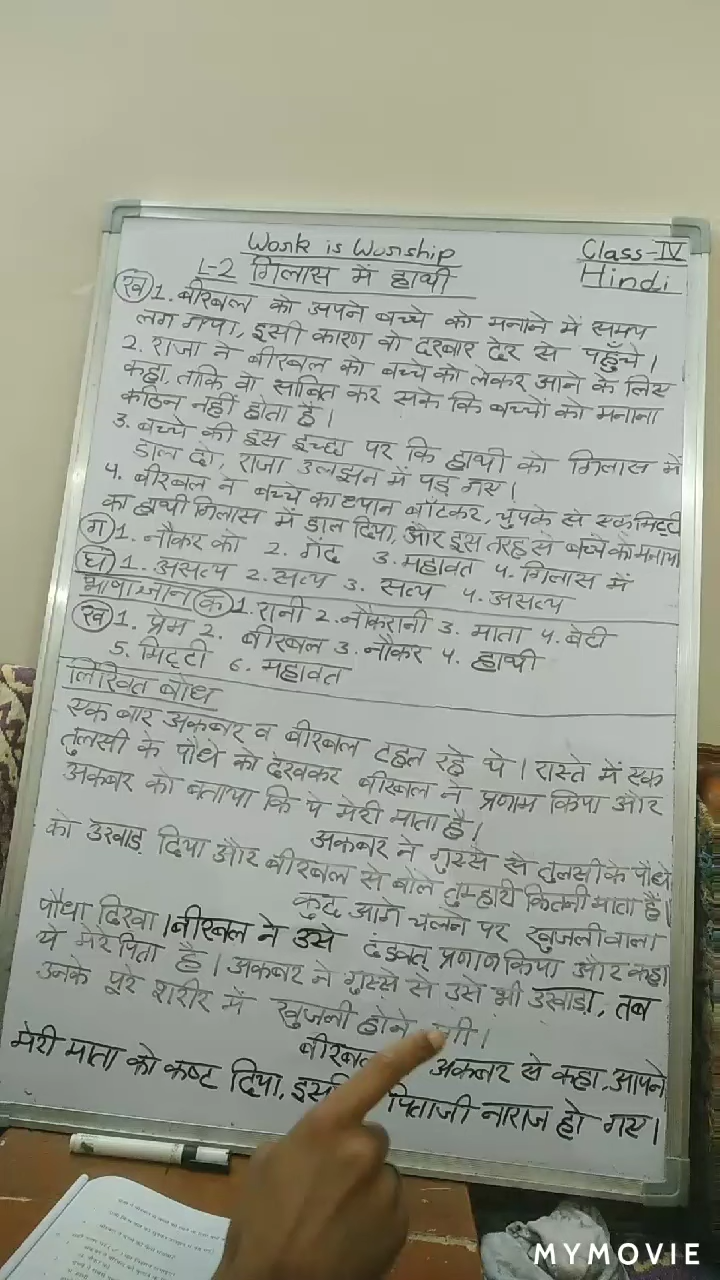 Work is Worship
Class-IV
L-2 गिलास में हाथी
Hindi
(ख) 1. बीरबल को अपने बच्चे को मनाने में समय
लग गया, इसी कारण वो दरबार देर से पहुँचे।
2. राजा ने बीरबल को बच्चे को लेकर आने के लिए
कहा, ताकि वो साबित कर सके कि बच्चों को मनाना
कठिन नहीं होता है।
3. बच्चे की इस इच्छा पर कि हाथी को गिलास में
डाल दो, राजा उलझन में पड़ गए।
4. बीरबल ने बच्चे का ध्यान बाँटकर, चुपके से एक मिट्टी
का हाथी गिलास में डाल दिया, और इस तरह से बच्चे को मनाया
(ग) 1. नौकर को 2. गेंद 3. महावत 4. गिलास में
(घ) 1. असत्य 2. सत्य 3. सत्य 4. असत्य
भाषा ज्ञान (क) 1. रानी 2. नौकरानी 3. माता 4. बेटी
(ख) 1. प्रेम 2. बीरबल 3. नौकर 4. हाथी
5. मिट्टी 6. महावत
लिखित बोध
एक बार अकबर व बीरबल टहल रहे थे। रास्ते में एक
तुलसी के पौधे को देखकर बीरबल ने प्रणाम किया और
अकबर को बताया कि ये मेरी माता है।
अकबर ने गुस्से से तुलसी के पौधे
को उखाड़ दिया और बीरबल से बोले तुम्हारी कितनी माता हैं।
कुछ आगे चलने पर खुजली वाला
पौधा दिखा। बीरबल ने उसे दंडवत् प्रणाण किया और कहा
ये मेरे पिता है। अकबर ने गुस्से से उसे भी उखाड़ा, तब
उनके पूरे शरीर में खुजली होने
बीरबल अकबर से कहा, आपने
मेरी माता को कष्ट दिया, पिताजी नाराज हो गए।
MYMOVIE